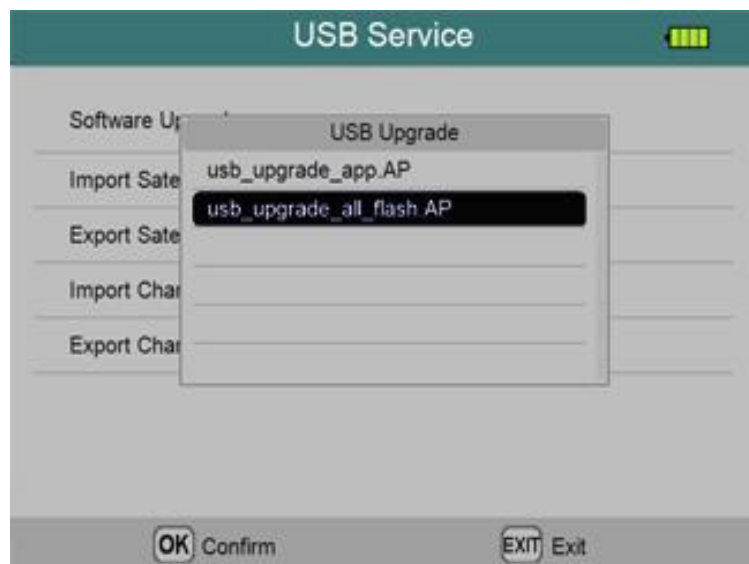 USB Service
Software Up
USB Upgrade
usb_upgrade_app.AP
Import Sate
usb_upgrade_all_flash.AP
Export Sate
Import Char
Export Char
OK Confirm
EXIT Exit